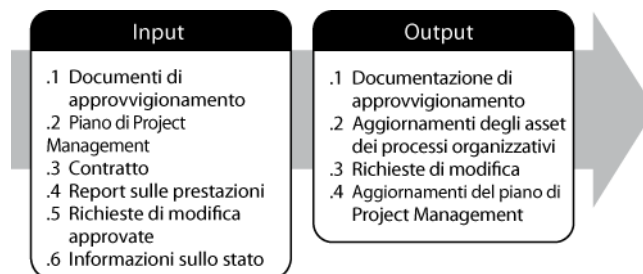 Input
.1 Documenti di
approvvigionamento
.2 Piano di Project
Management
.3 Contratto
.4 Report sulle prestazioni
.5 Richieste di modifica
approvate
.6 Informazioni sullo stato
Output
.1 Documentazione di
approvvigionamento
.2 Aggiornamenti degli asset
dei processi organizzativi
.3 Richieste di modifica
.4 Aggiornamenti del piano di
Project Management